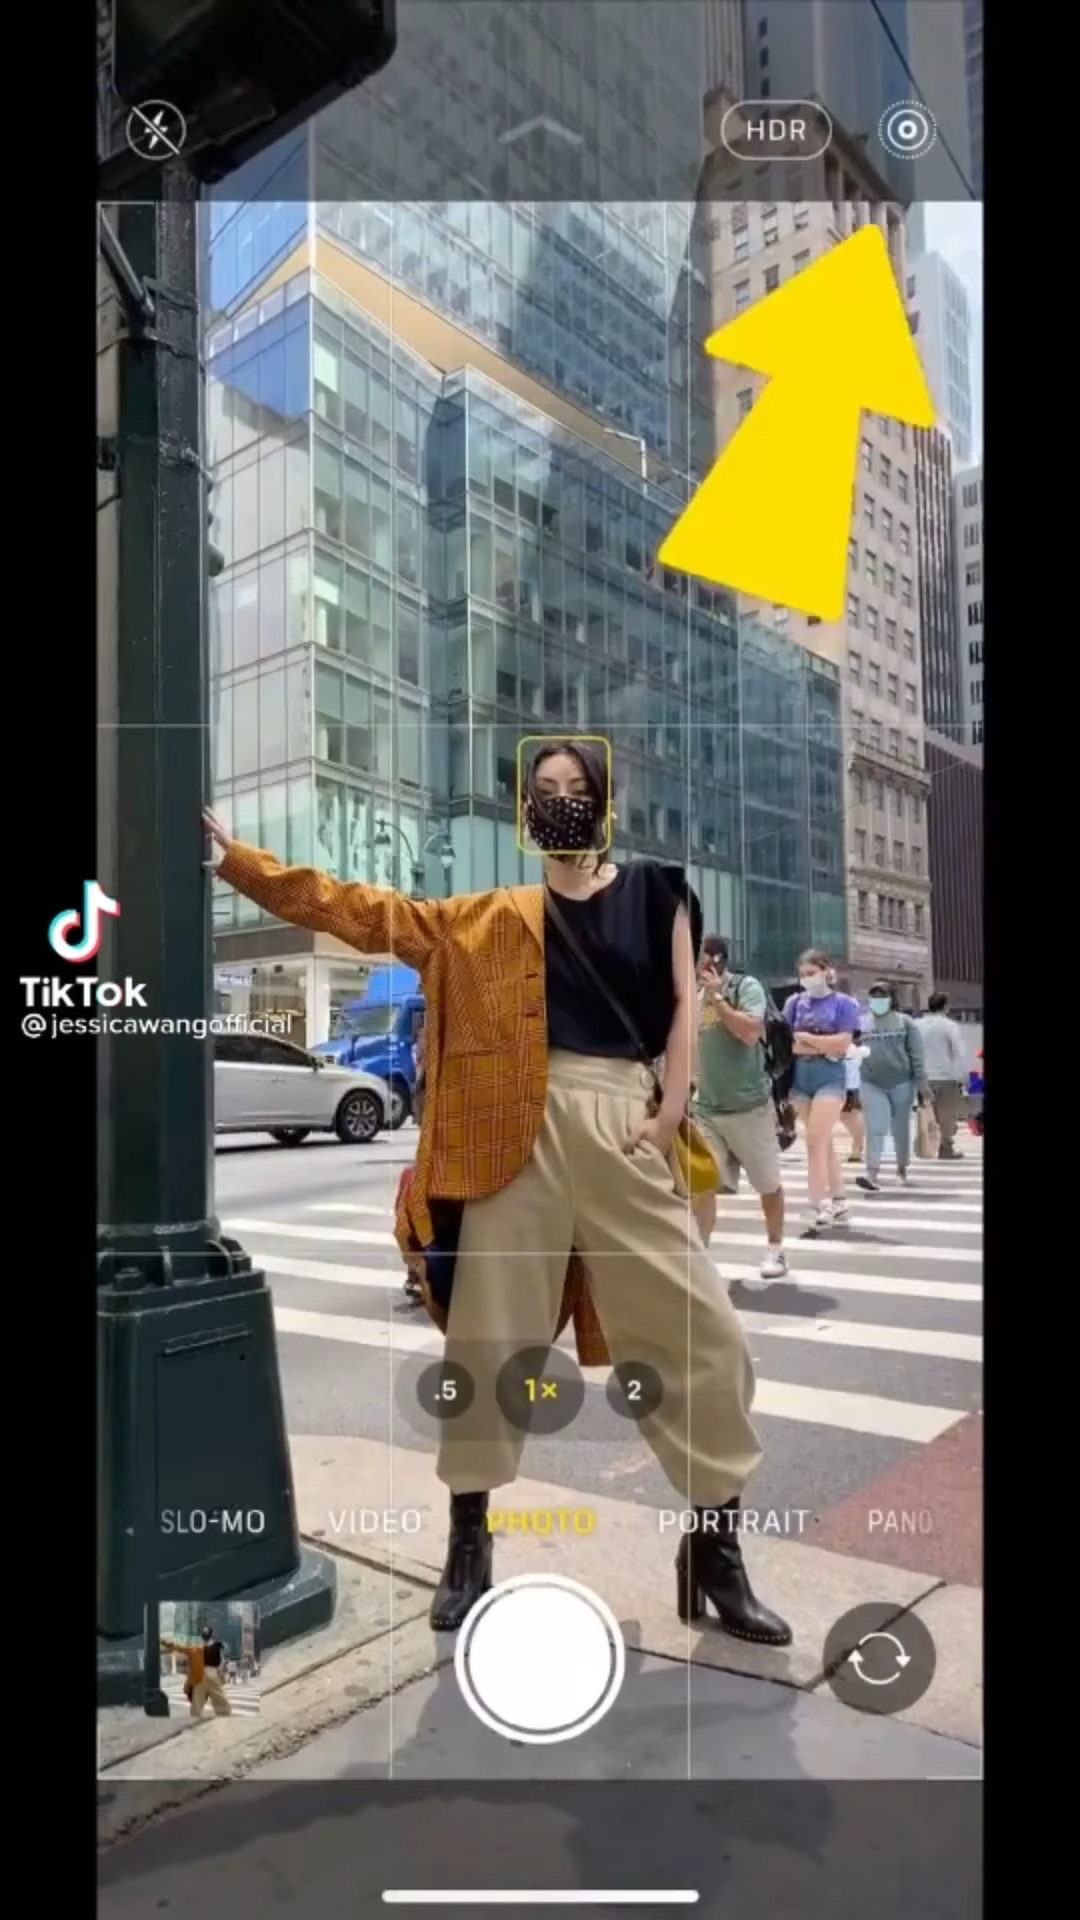 HDR
TikTok
@jessicawangofficial
.5 1× 2
SLO-MO VIDEO PHOTO PORTRAIT PANO